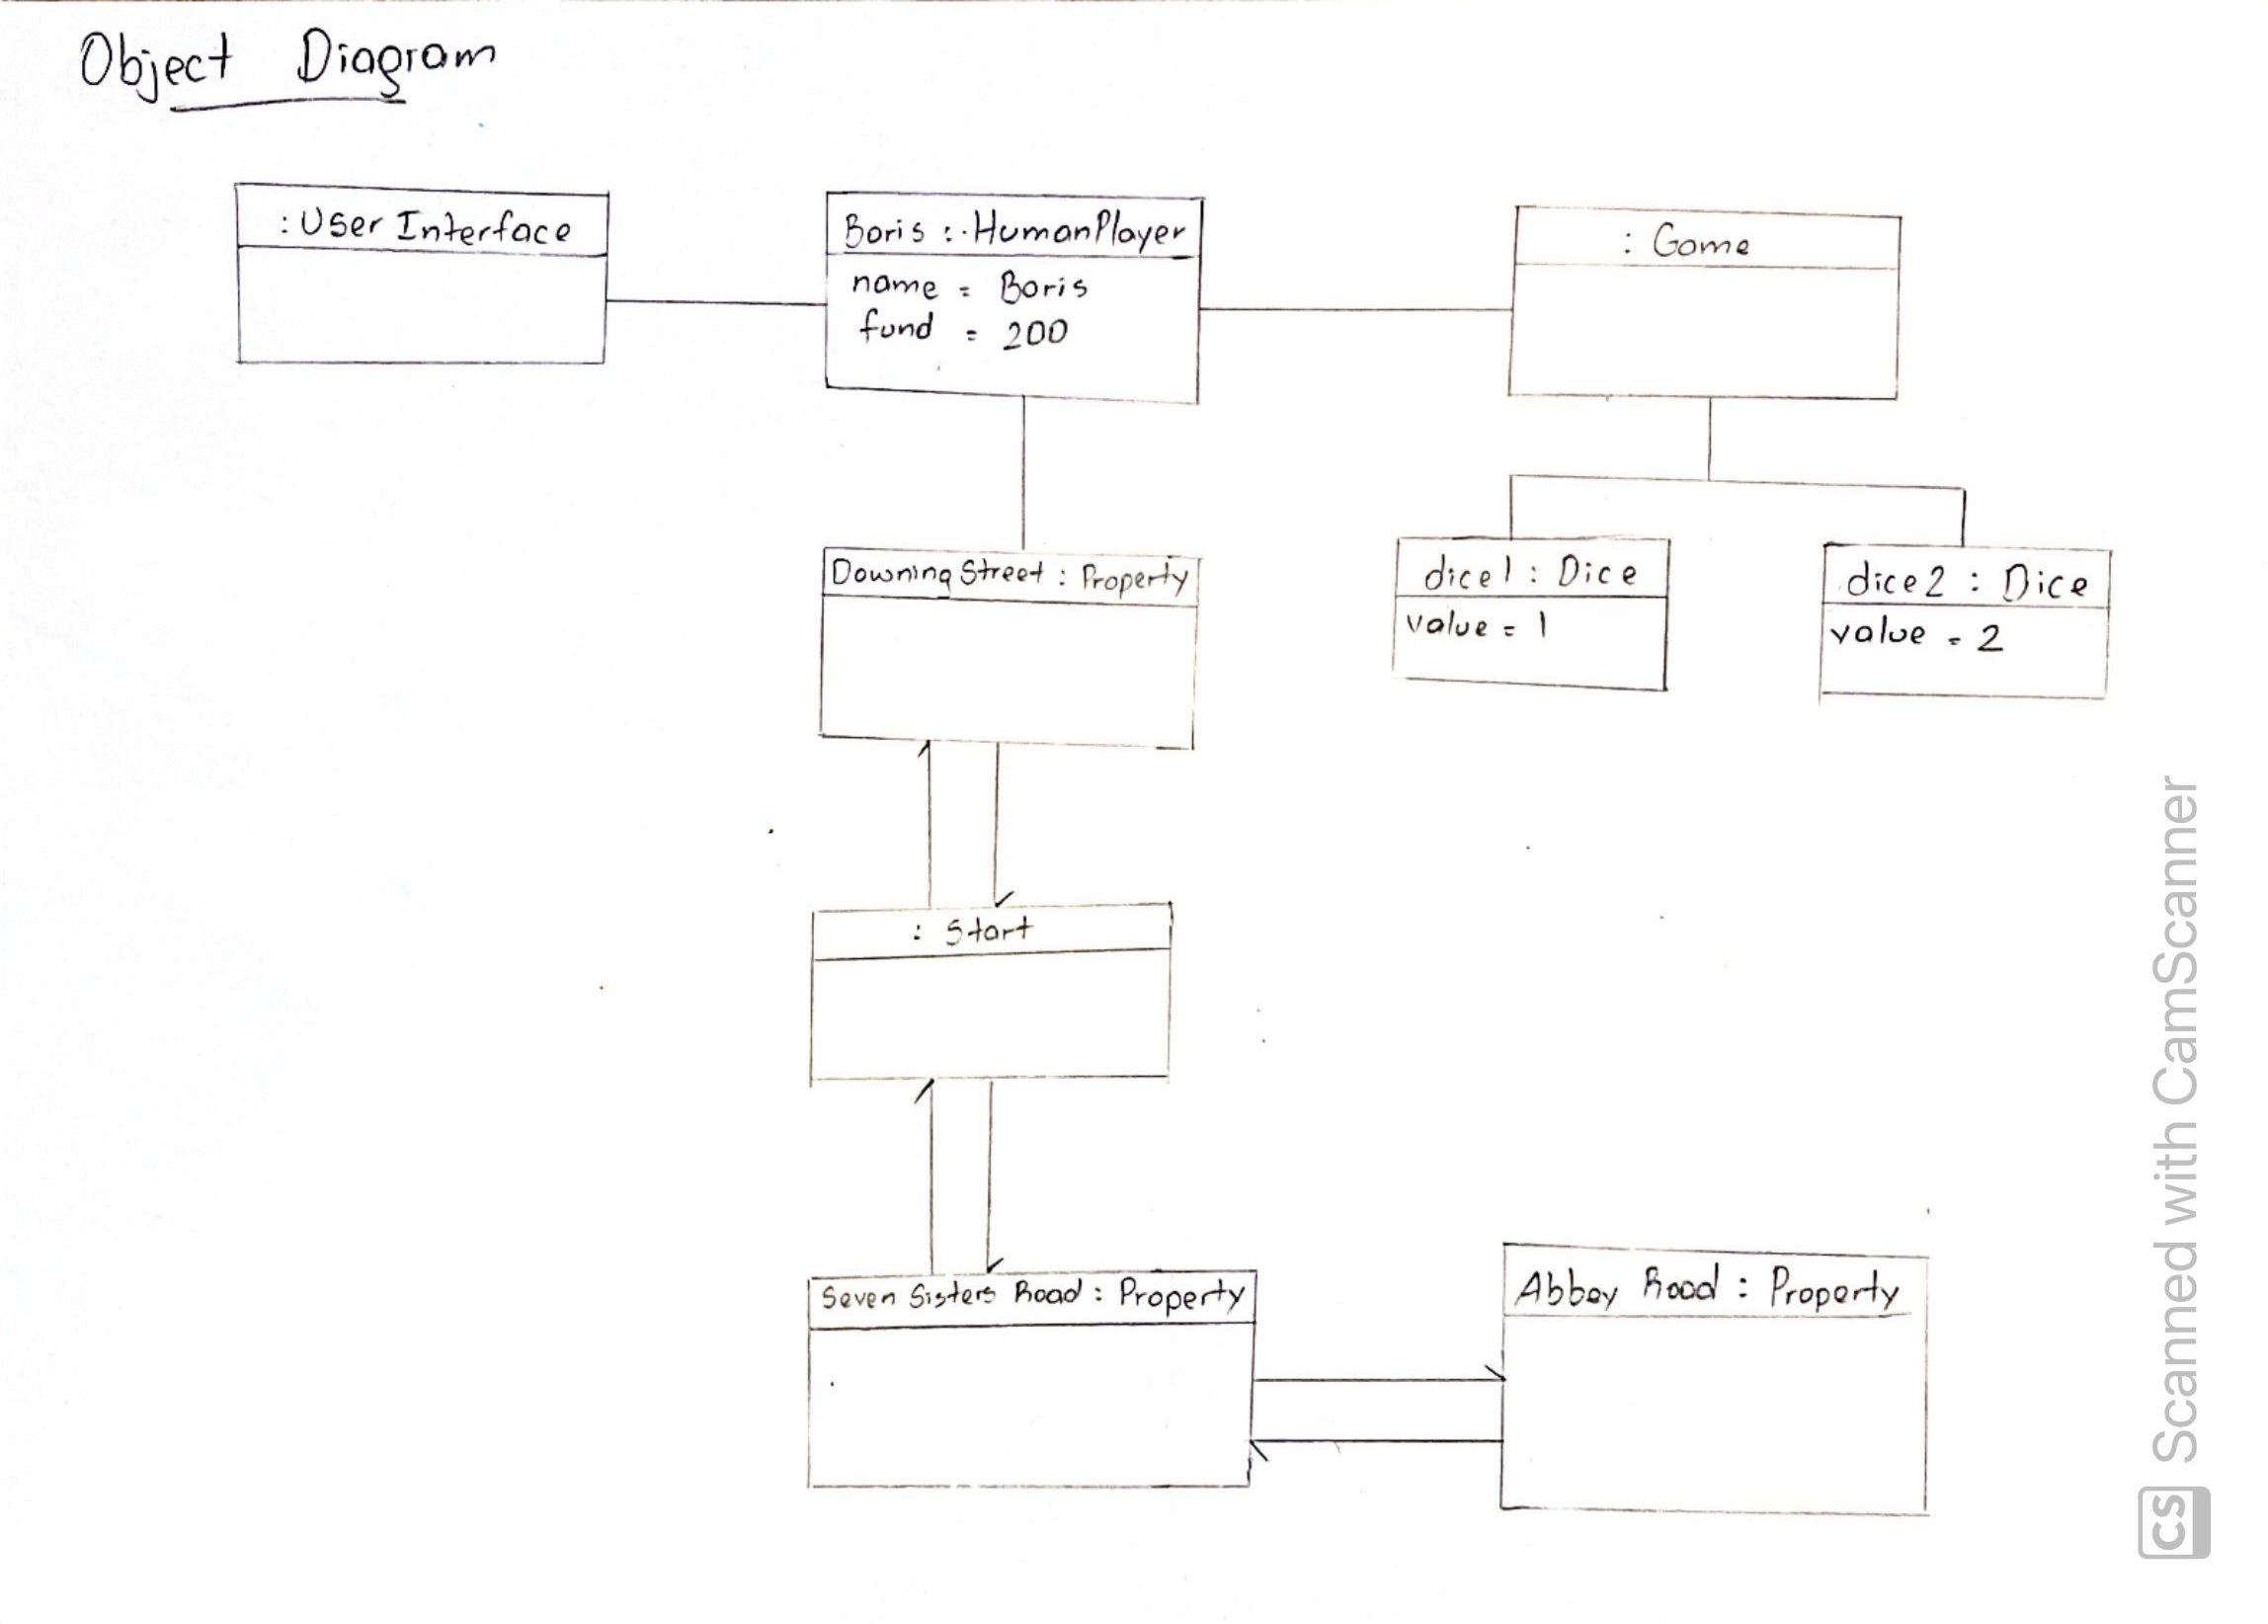 Object Diagram
: User Interface
Boris : HumanPlayer
name = Boris
fund = 200
: Game
Downing Street : Property
dice1 : Dice
value = 1
dice2 : Dice
value = 2
: Start
Seven Sisters Road : Property
Abbey Road : Property
CS Scanned with CamScanner